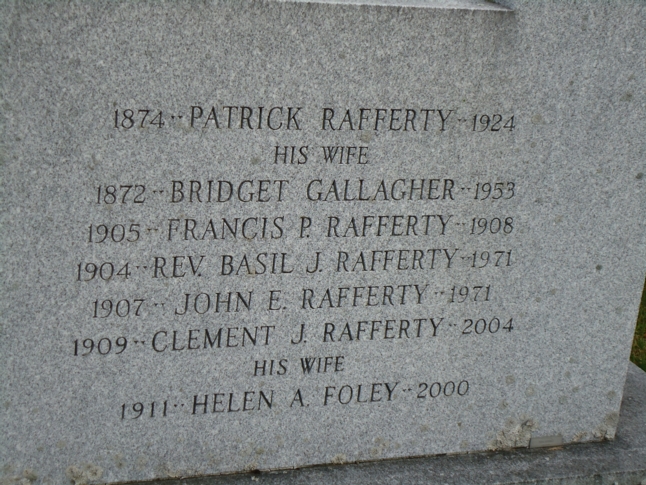 1874··PATRICK RAFFERTY··1924
HIS WIFE
1872··BRIDGET GALLAGHER··1953
1905··FRANCIS P. RAFFERTY··1908
1904··REV. BASIL J. RAFFERTY··1971
1907··JOHN E. RAFFERTY··1971
1909··CLEMENT J. RAFFERTY··2004
HIS WIFE
1911··HELEN A. FOLEY··2000